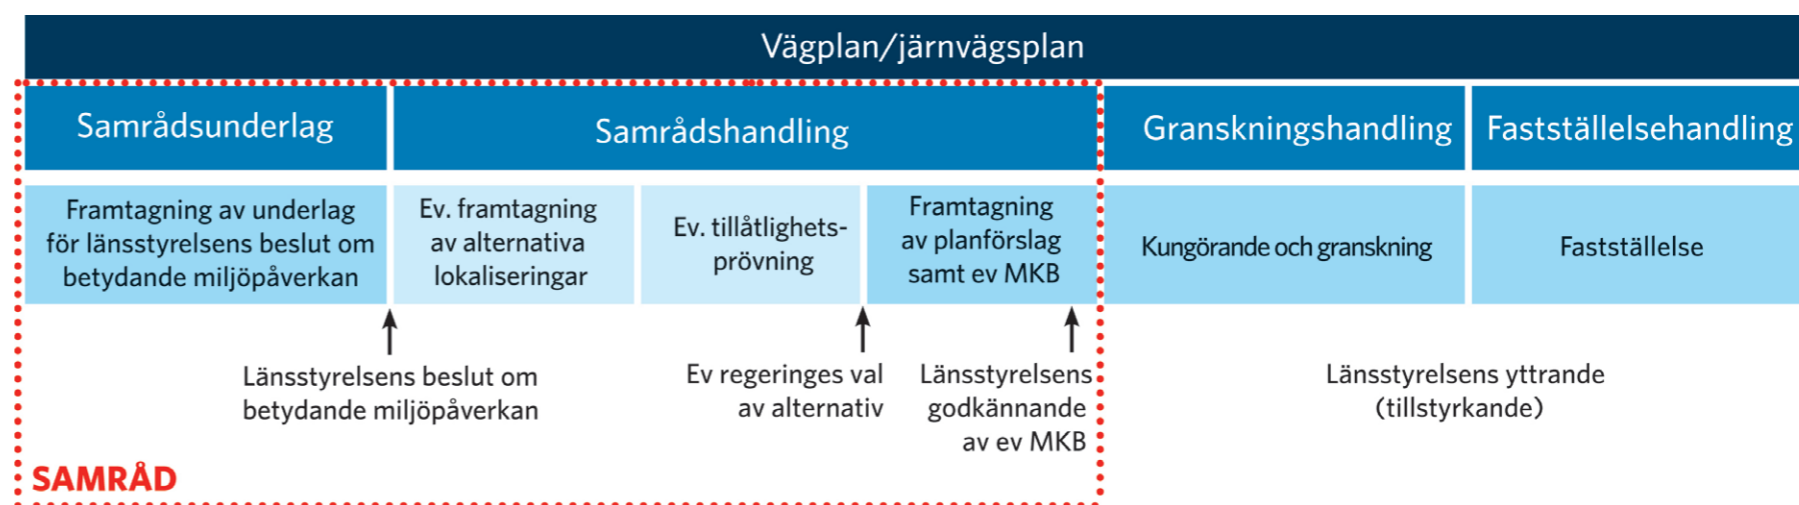 Vägplan/järnvägsplan
Samrådsunderlag
Samrådshandling
Granskningshandling
Fastställelsehandling
Framtagning av underlag
för länsstyrelsens beslut om
betydande miljöpåverkan
Ev. framtagning
av alternativa
lokaliseringar
Ev. tillåtlighets-
prövning
Framtagning
av planförslag
samt ev MKB
Kungörande och granskning
Fastställelse
Länsstyrelsens beslut om
betydande miljöpåverkan
Ev regeringes val
av alternativ
Länsstyrelsens
godkännande
av ev MKB
Länsstyrelsens yttrande
(tillstyrkande)
SAMRÅD